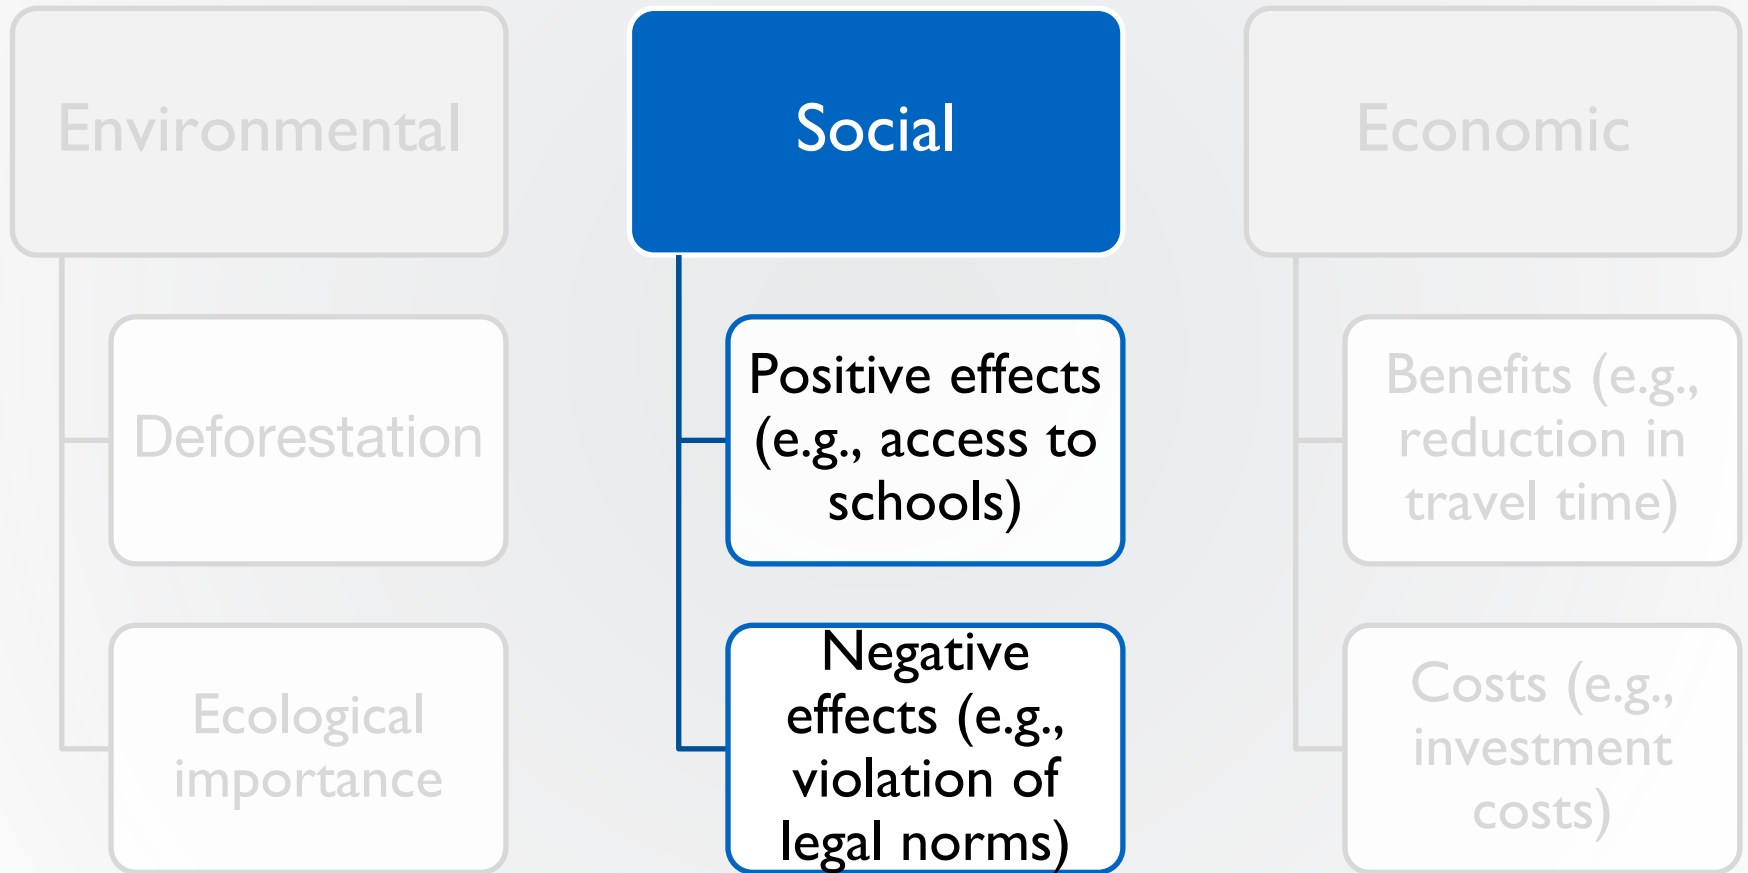 Environmental
Deforestation
Ecological
importance
Social
Positive effects
(e.g., access to
schools)
Negative
effects (e.g.,
violation of
legal norms)
Economic
Benefits (e.g.,
reduction in
travel time)
Costs (e.g.,
investment
costs)